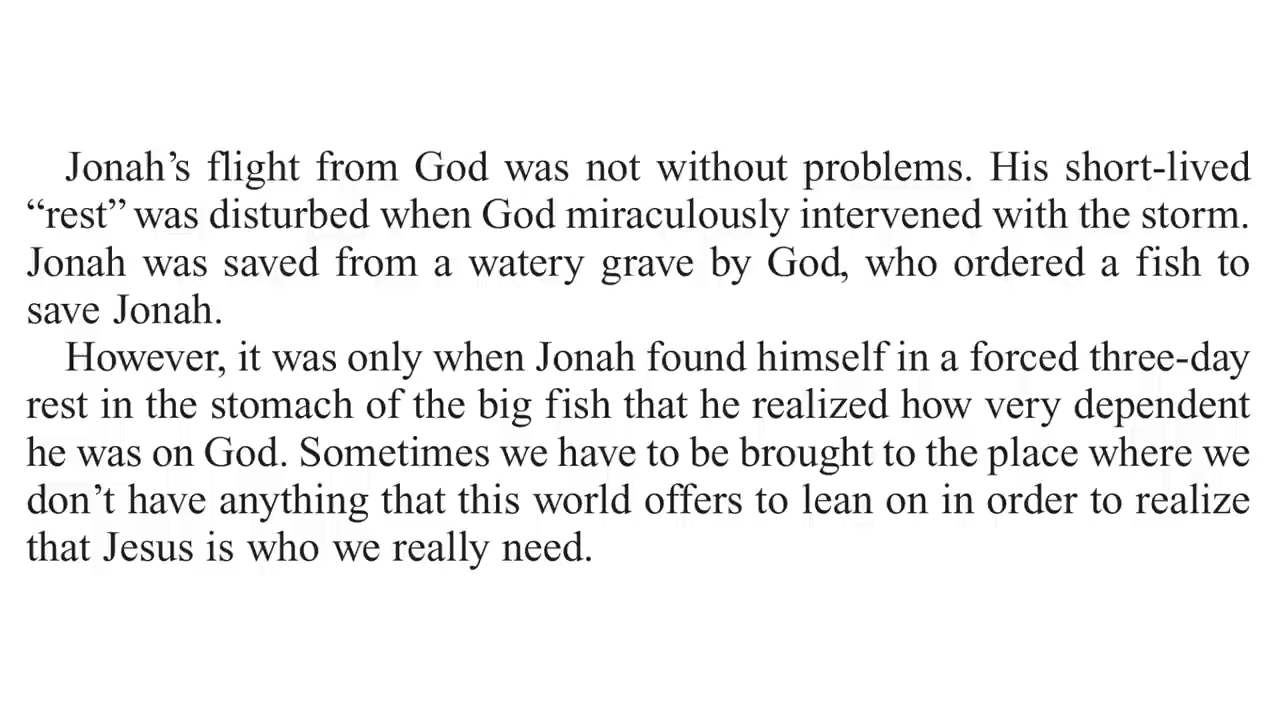 Jonah’s flight from God was not without problems. His short-lived
“rest” was disturbed when God miraculously intervened with the storm.
Jonah was saved from a watery grave by God, who ordered a fish to
save Jonah.
However, it was only when Jonah found himself in a forced three-day
rest in the stomach of the big fish that he realized how very dependent
he was on God. Sometimes we have to be brought to the place where we
don’t have anything that this world offers to lean on in order to realize
that Jesus is who we really need.